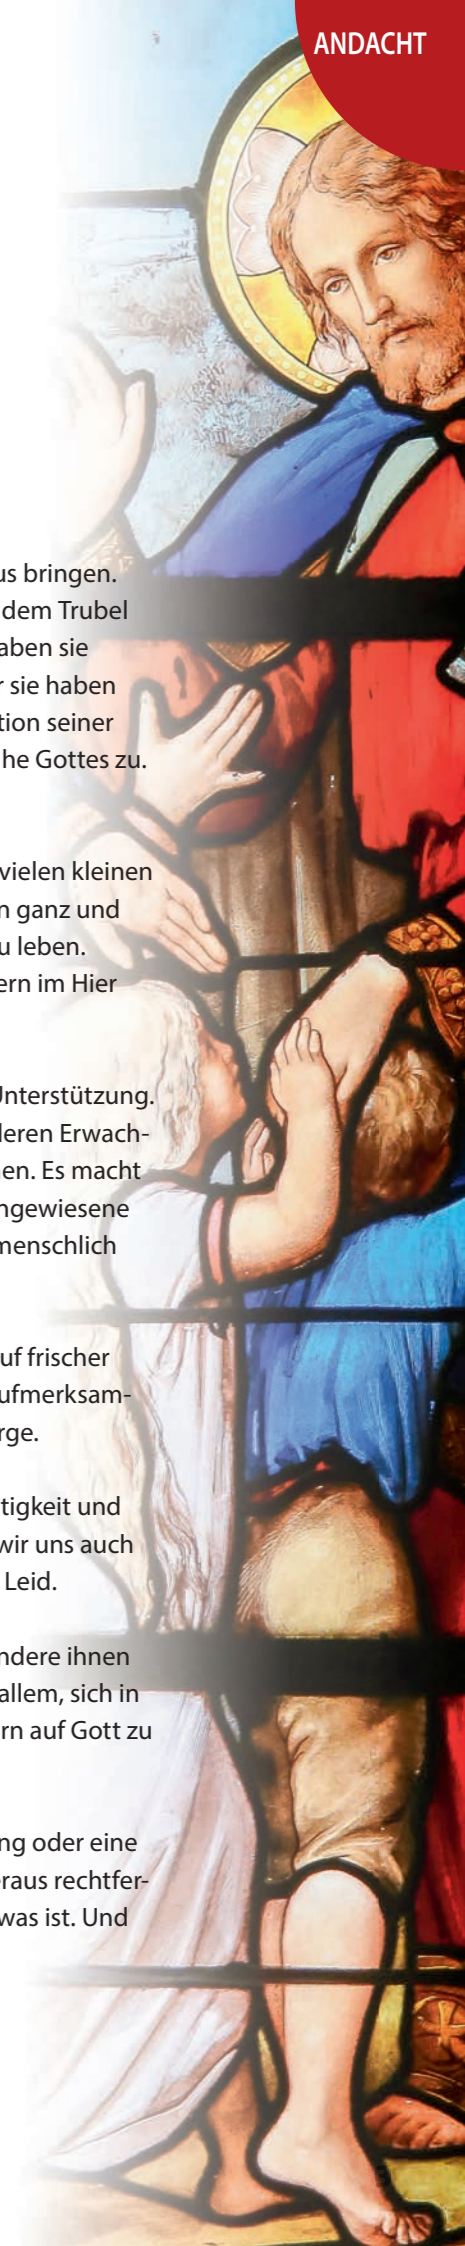 ANDACHT
us bringen.
dem Trubel
aben sie
r sie haben
tion seiner
he Gottes zu.
vielen kleinen
n ganz und
u leben.
ern im Hier
Unterstützung.
deren Erwach-
nen. Es macht
ngewiesene
menschlich
uf frischer
ufmerksam-
rge.
tigkeit und
wir uns auch
Leid.
ndere ihnen
allem, sich in
rn auf Gott zu
ng oder eine
eraus rechtfer-
was ist. Und